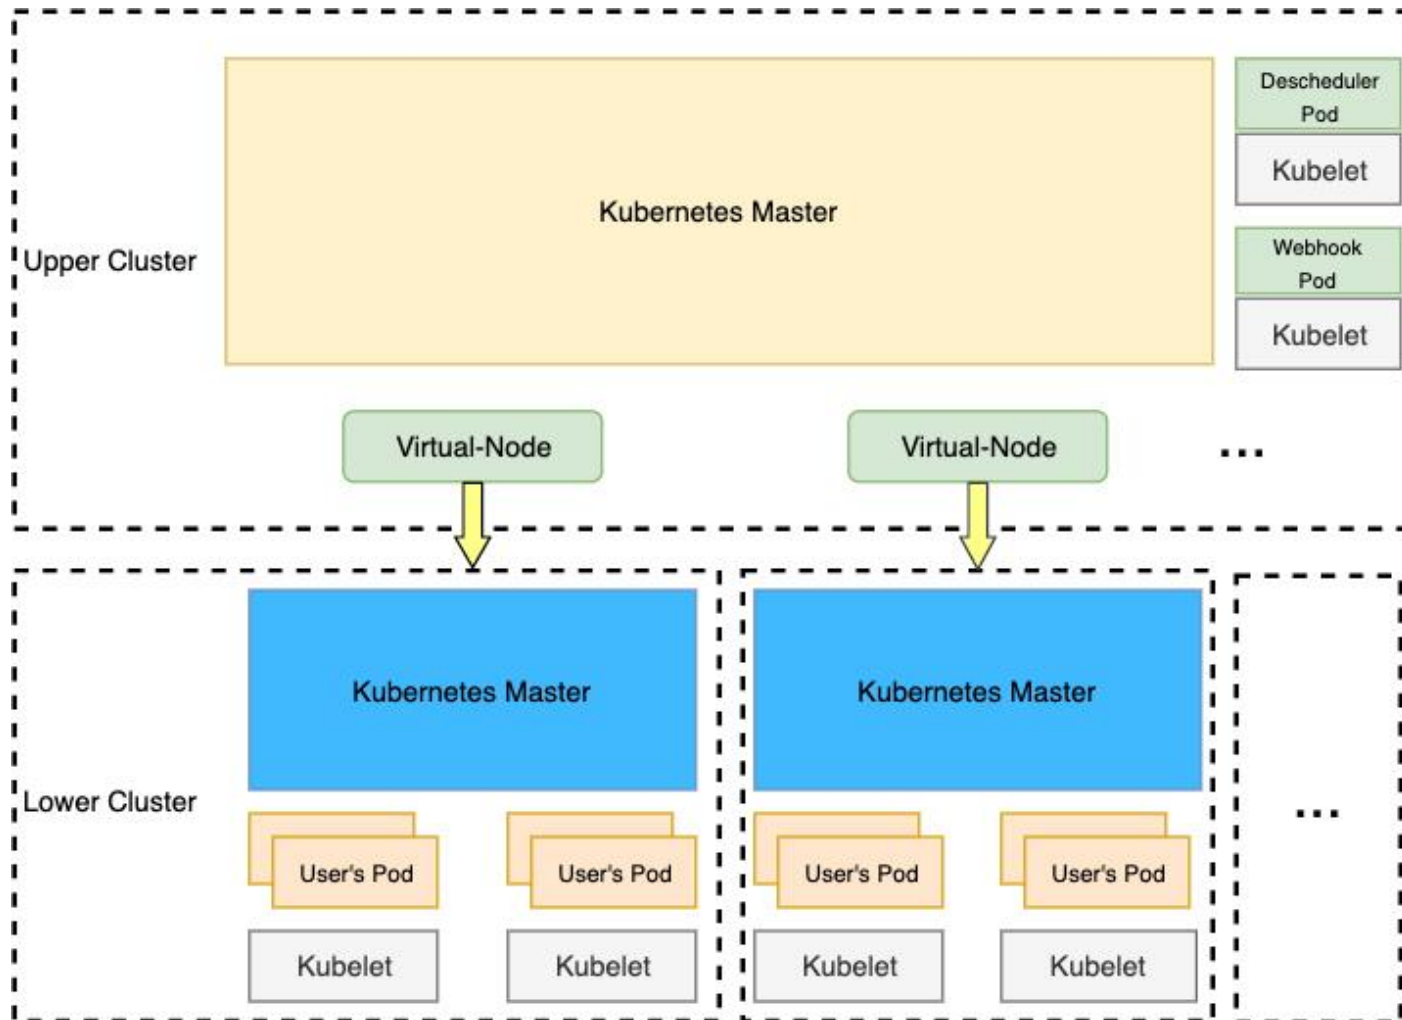 Descheduler
Pod
Kubelet
Kubernetes Master
Webhook
Pod
Upper Cluster
Kubelet
Virtual-Node
Virtual-Node
...
Kubernetes Master
Kubernetes Master
Lower Cluster
...
User's Pod
User's Pod
User's Pod
User's Pod
Kubelet
Kubelet
Kubelet
Kubelet